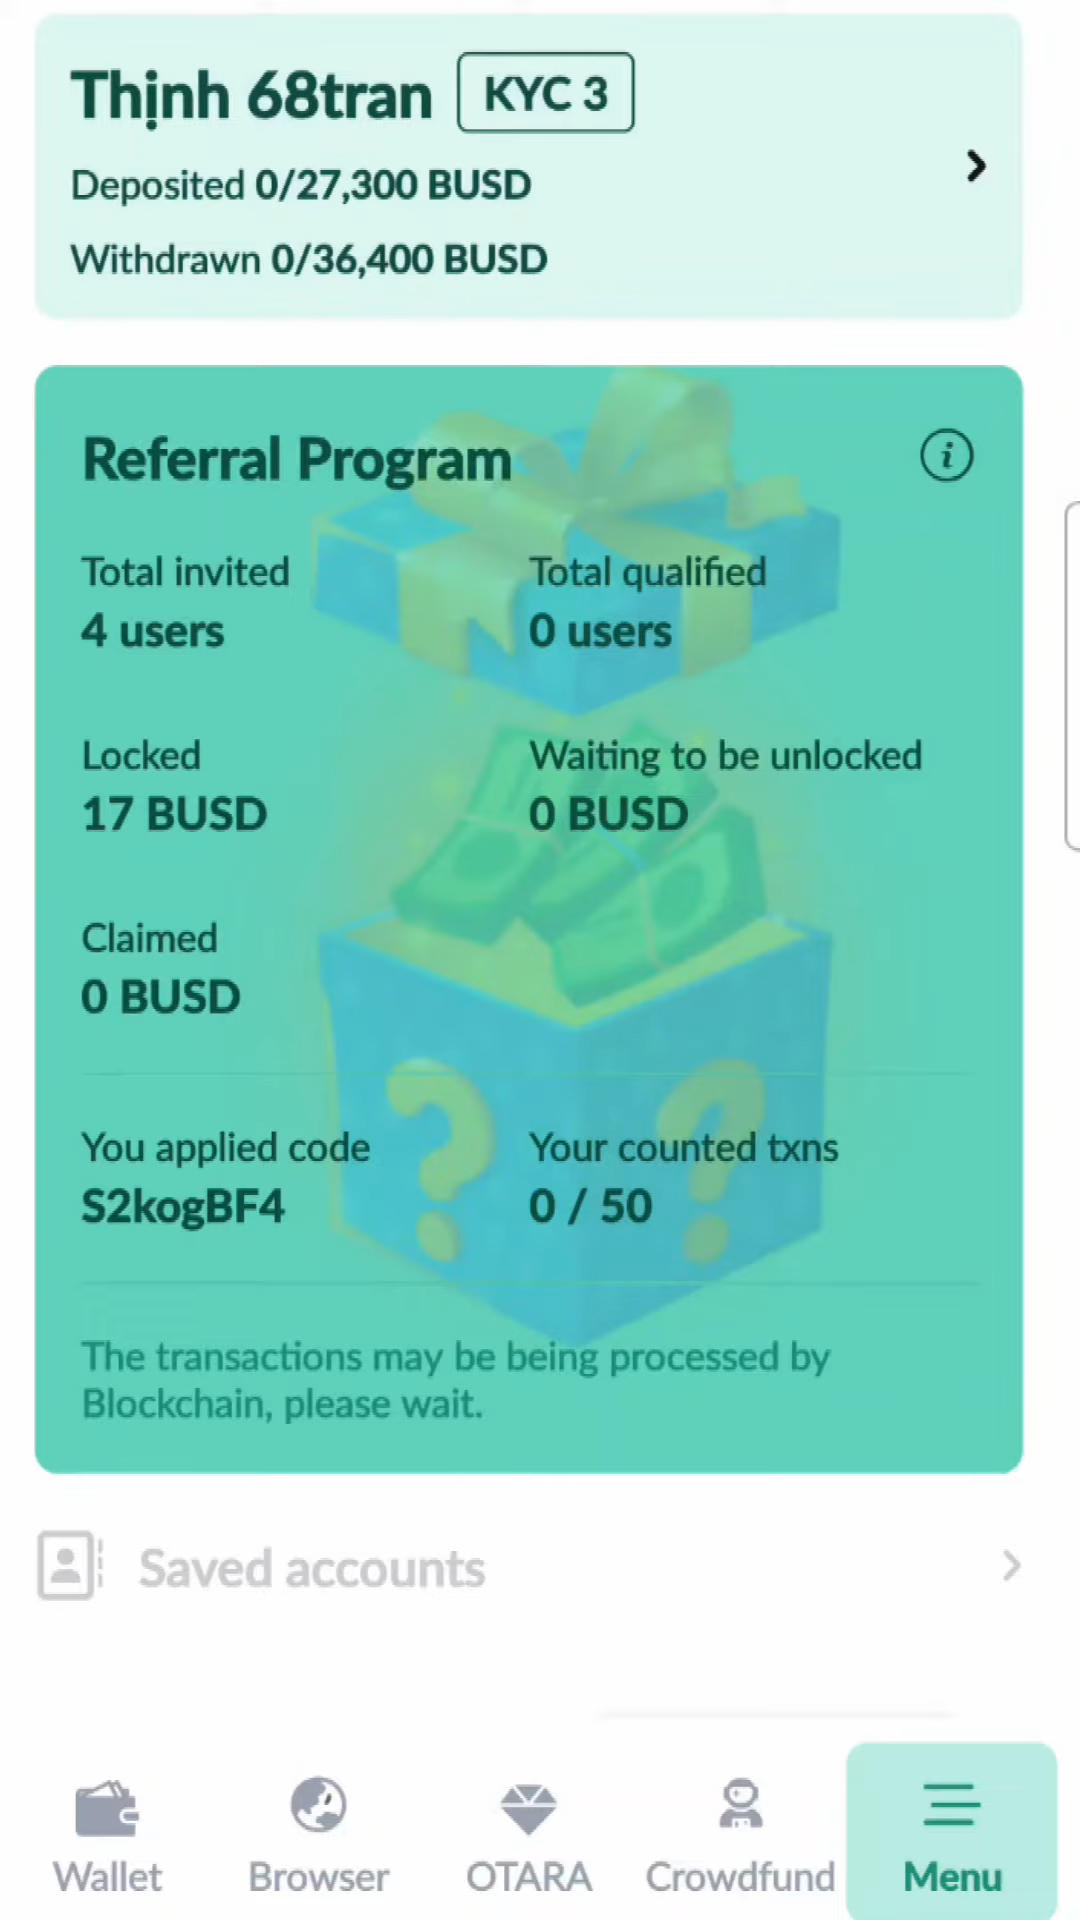 Thịnh 68tran KYC 3
Deposited 0/27,300 BUSD
Withdrawn 0/36,400 BUSD
Referral Program
Total invited
4 users
Total qualified
0 users
Locked
17 BUSD
Waiting to be unlocked
0 BUSD
Claimed
0 BUSD
You applied code
S2kogBF4
Your counted txns
0 / 50
The transactions may be being processed by
Blockchain, please wait.
Saved accounts
Wallet
Browser
OTARA
Crowdfund
Menu